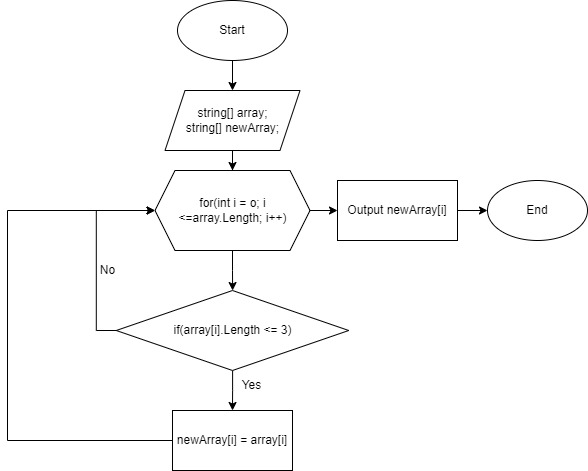 Start
string[] array;
string[] newArray;
for(int i = o; i
<=array.Length; i++)
Output newArray[i]
End
No
if(array[i].Length <= 3)
Yes
newArray[i] = array[i]